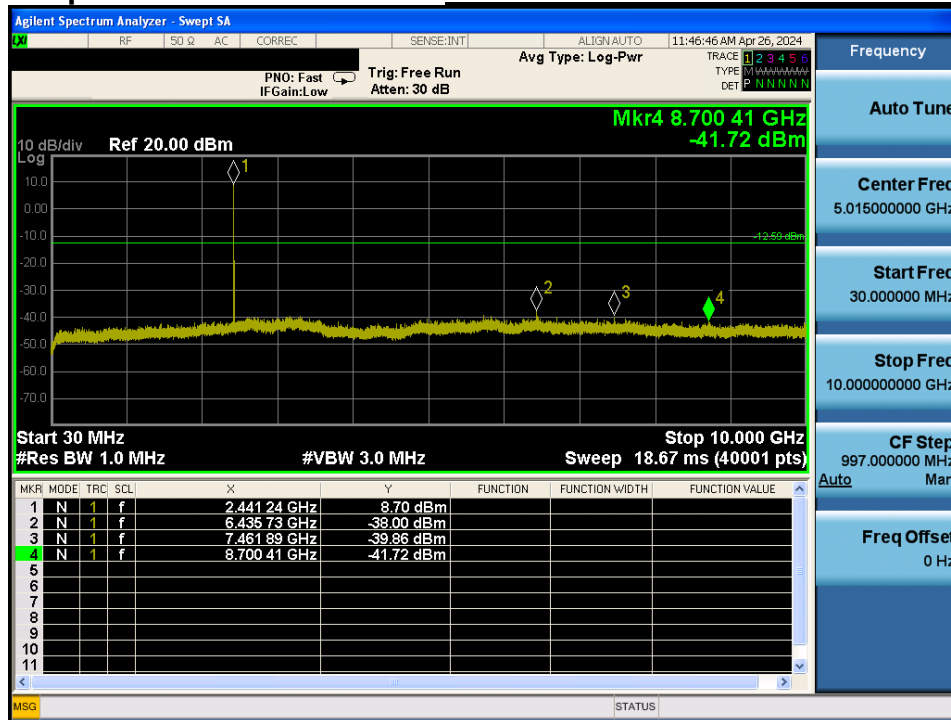 Agilent Spectrum Analyzer - Swept SA
LXI RF 50 Ω AC CORREC SENSE:INT ALIGN AUTO 11:46:46 AM Apr 26, 2024
Frequency
Avg Type: Log-Pwr
TRACE 1 2 3 4 5 6
PNO: Fast Trig: Free Run
TYPE M
IFGain:Low Atten: 30 dB
DET P N N N N N
Auto Tune
Mkr4 8.700 41 GHz
-41.72 dBm
10 dB/div Ref 20.00 dBm
Log
1
10.0
0.00
-10.0
-12.59 dBm
-20.0
-30.0
2
3
4
-40.0
-50.0
-60.0
-70.0
Center Freq
5.015000000 GHz
Start Freq
30.000000 MHz
Stop Freq
10.000000000 GHz
Start 30 MHz Stop 10.000 GHz
#Res BW 1.0 MHz #VBW 3.0 MHz Sweep 18.67 ms (40001 pts)
CF Step
997.000000 MHz
Auto Man
MKR MODE TRC SCL X Y FUNCTION FUNCTION WIDTH FUNCTION VALUE
1 N 1 f 2.441 24 GHz 8.70 dBm
2 N 1 f 6.435 73 GHz -38.00 dBm
3 N 1 f 7.461 89 GHz -39.86 dBm
4 N 1 f 8.700 41 GHz -41.72 dBm
5
6
7
8
9
10
11
Freq Offset
0 Hz
MSG STATUS